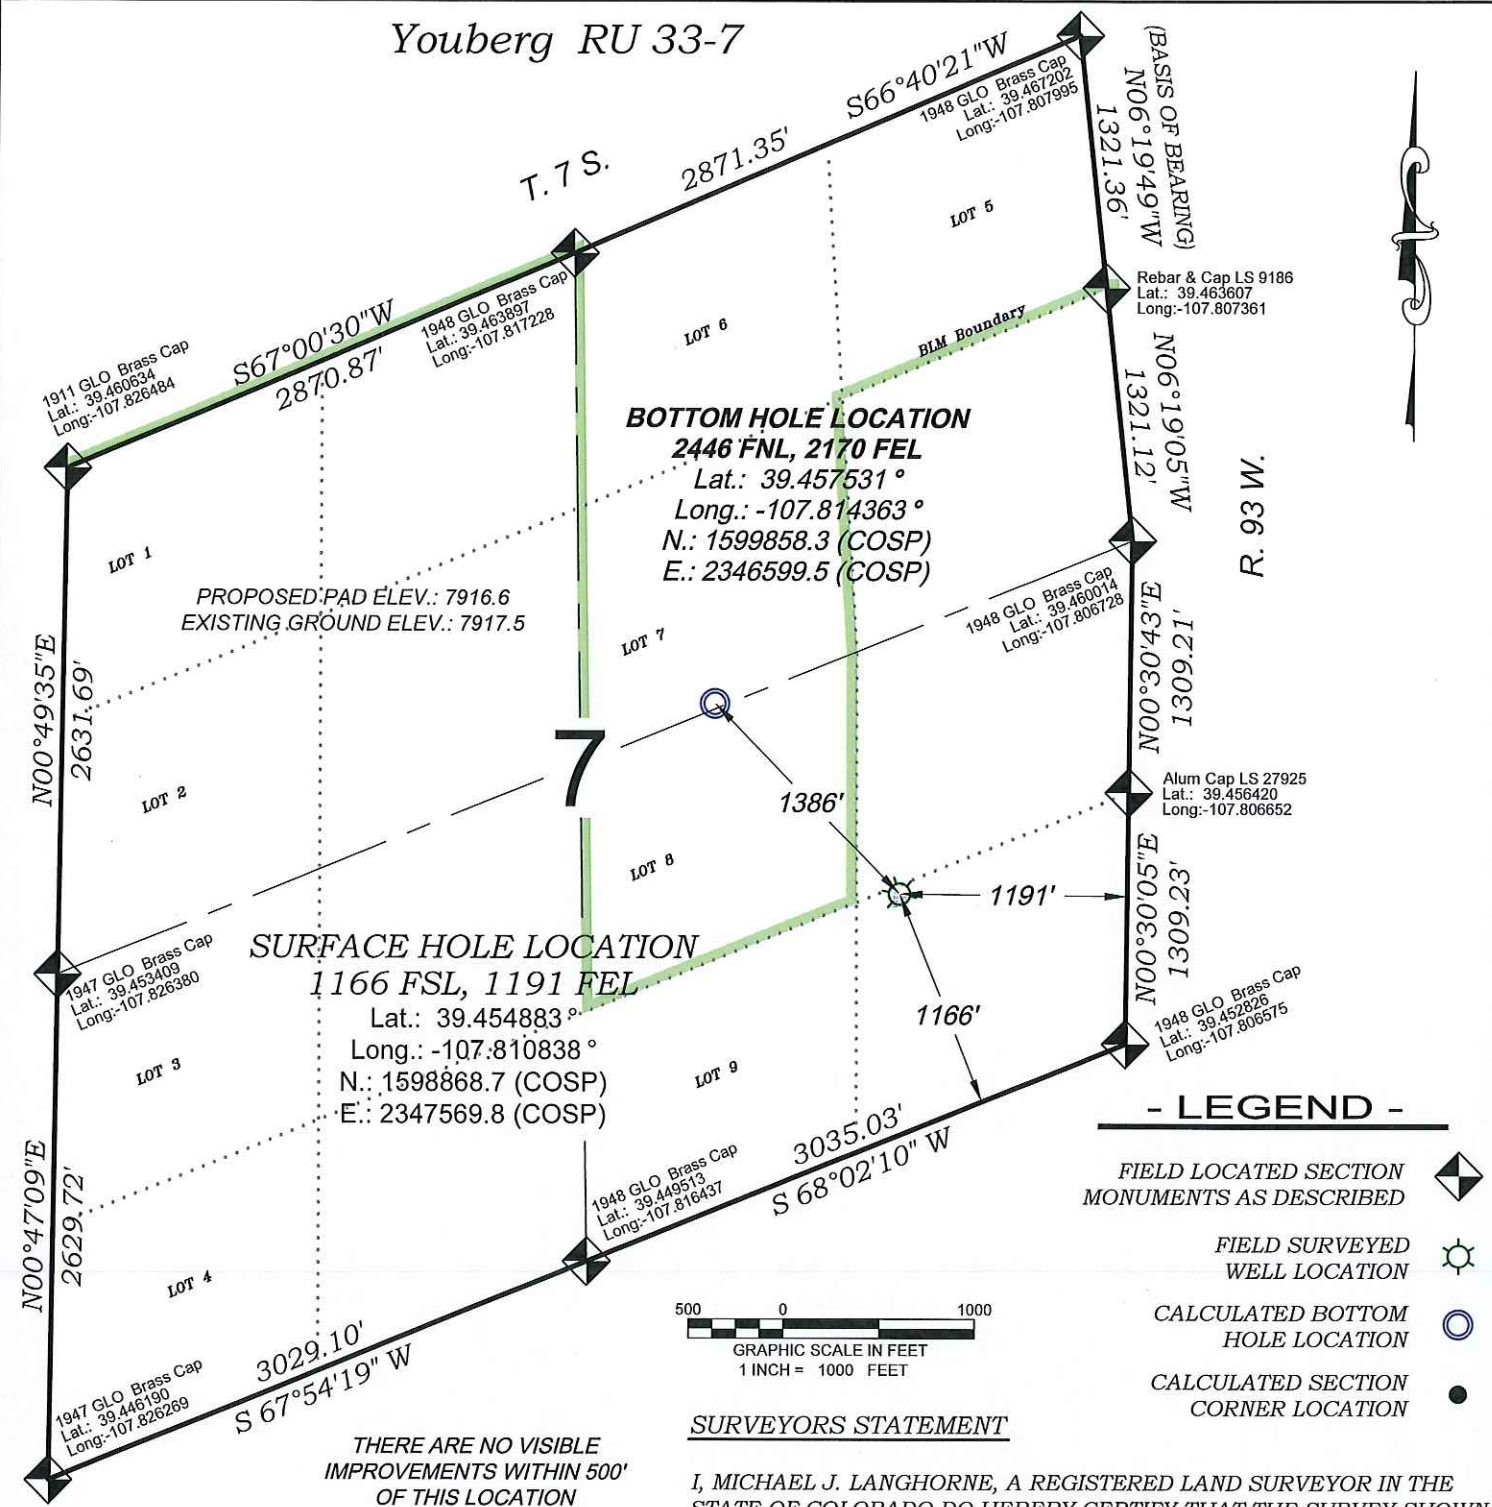 Youberg RU 33-7
S66°40'21"W
2871.35'
1948 GLO Brass Cap
Lat.: 39.467202
Long:-107.807995
(BASIS OF BEARING)
N06°19'49"W
1321.36'
T. 7 S.
LOT 5
Rebar & Cap LS 9186
Lat.: 39.463607
Long:-107.807361
S67°00'30"W
2870.87'
1948 GLO Brass Cap
Lat.: 39.463897
Long:-107.817228
LOT 6
BLM Boundary
1911 GLO Brass Cap
Lat.: 39.460634
Long:-107.826484
N06°19'05"W
1321.12'
BOTTOM HOLE LOCATION
2446 FNL, 2170 FEL
Lat.: 39.457531°
Long.: -107.814363°
N.: 1599858.3 (COSP)
E.: 2346599.5 (COSP)
R. 93 W.
LOT 1
PROPOSED PAD ELEV.: 7916.6
EXISTING GROUND ELEV.: 7917.5
LOT 7
1948 GLO Brass Cap
Lat.: 39.460014
Long:-107.806728
N00°30'43"E
1309.21'
N00°49'35"E
2631.69'
7
LOT 2
1386'
Alum Cap LS 27925
Lat.: 39.456420
Long:-107.806652
LOT 8
1191'
N00°30'05"E
1309.23'
SURFACE HOLE LOCATION
1166 FSL, 1191 FEL
Lat.: 39.454883°
Long.: -107.810838°
N.: 1598868.7 (COSP)
E.: 2347569.8 (COSP)
1947 GLO Brass Cap
Lat.: 39.453409
Long:-107.826380
1166'
1948 GLO Brass Cap
Lat.: 39.452826
Long:-107.806575
LOT 3
LOT 9
N00°47'09"E
2629.72'
3035.03'
S 68°02'10" W
1948 GLO Brass Cap
Lat.: 39.449513
Long:-107.816437
LOT 4
3029.10'
S 67°54'19" W
1947 GLO Brass Cap
Lat.: 39.446190
Long:-107.826269
- LEGEND -
FIELD LOCATED SECTION
MONUMENTS AS DESCRIBED
FIELD SURVEYED
WELL LOCATION
CALCULATED BOTTOM
HOLE LOCATION
CALCULATED SECTION
CORNER LOCATION
500 0 1000
GRAPHIC SCALE IN FEET
1 INCH = 1000 FEET
THERE ARE NO VISIBLE
IMPROVEMENTS WITHIN 500'
OF THIS LOCATION
SURVEYORS STATEMENT
I, MICHAEL J. LANGHORNE, A REGISTERED LAND SURVEYOR IN THE
STATE OF COLORADO DO HEREBY CERTIFY THAT THE SURVEY SHOWN